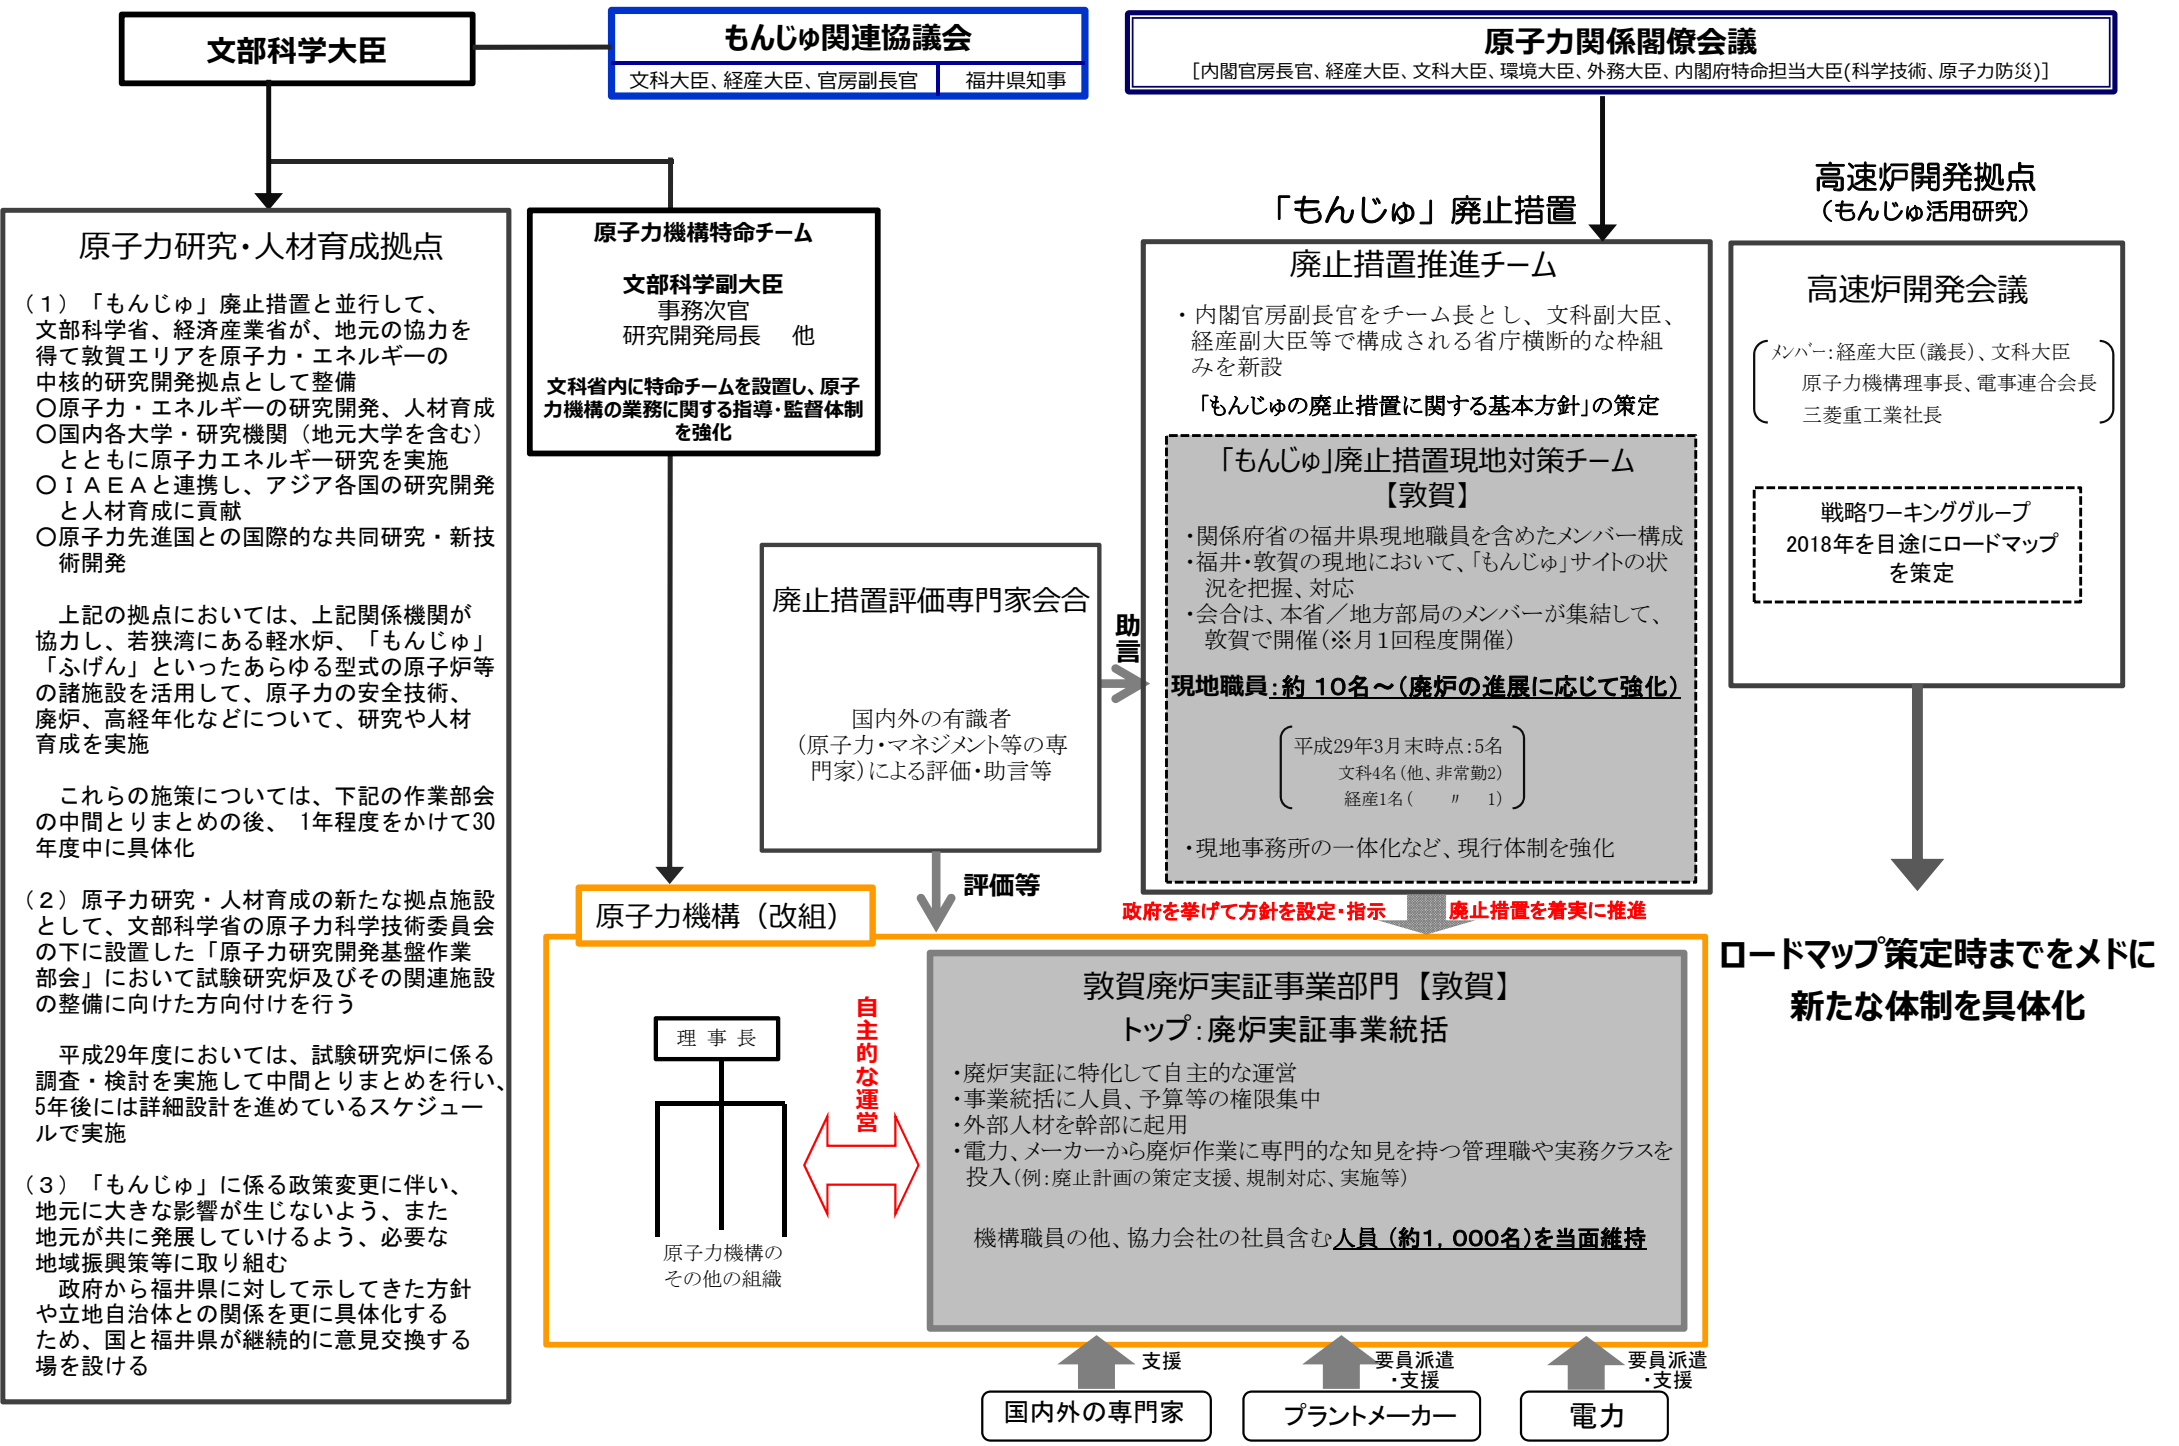 文部科学大臣
もんじゅ関連協議会
文科大臣、経産大臣、官房副長官
福井県知事
原子力関係閣僚会議
[内閣官房長官、経産大臣、文科大臣、環境大臣、外務大臣、内閣府特命担当大臣(科学技術、原子力防災)]
原子力研究・人材育成拠点
（１）「もんじゅ」廃止措置と並行して、
文部科学省、経済産業省が、地元の協力を
得て敦賀エリアを原子力・エネルギーの
中核的研究開発拠点として整備
○原子力・エネルギーの研究開発、人材育成
○国内各大学・研究機関（地元大学を含む）
とともに原子力エネルギー研究を実施
○ＩＡＥＡと連携し、アジア各国の研究開発
と人材育成に貢献
○原子力先進国との国際的な共同研究・新技
術開発
上記の拠点においては、上記関係機関が
協力し、若狭湾にある軽水炉、「もんじゅ」
「ふげん」といったあらゆる型式の原子炉等
の諸施設を活用して、原子力の安全技術、
廃炉、高経年化などについて、研究や人材
育成を実施
これらの施策については、下記の作業部会
の中間とりまとめの後、 1年程度をかけて30
年度中に具体化
（２）原子力研究・人材育成の新たな拠点施設
として、文部科学省の原子力科学技術委員会
の下に設置した「原子力研究開発基盤作業
部会」において試験研究炉及びその関連施設
の整備に向けた方向付けを行う
平成29年度においては、試験研究炉に係る
調査・検討を実施して中間とりまとめを行い、
5年後には詳細設計を進めているスケジュー
ルで実施
（３）「もんじゅ」に係る政策変更に伴い、
地元に大きな影響が生じないよう、また
地元が共に発展していけるよう、必要な
地域振興策等に取り組む
政府から福井県に対して示してきた方針
や立地自治体との関係を更に具体化する
ため、国と福井県が継続的に意見交換する
場を設ける
原子力機構特命チーム
文部科学副大臣
事務次官
研究開発局長　他
文科省内に特命チームを設置し、原子
力機構の業務に関する指導・監督体制
を強化
廃止措置評価専門家会合
国内外の有識者
(原子力・マネジメント等の専
門家)による評価・助言等
助言
評価等
「もんじゅ」廃止措置
廃止措置推進チーム
・内閣官房副長官をチーム長とし、文科副大臣、
経産副大臣等で構成される省庁横断的な枠組
みを新設
「もんじゅの廃止措置に関する基本方針」の策定
「もんじゅ」廃止措置現地対策チーム
【敦賀】
・関係府省の福井県現地職員を含めたメンバー構成
・福井・敦賀の現地において、「もんじゅ」サイトの状
況を把握、対応
・会合は、本省／地方部局のメンバーが集結して、
敦賀で開催(※月1回程度開催)
現地職員：約 10名～(廃炉の進展に応じて強化)
平成29年3月末時点：5名
文科4名(他、非常勤2)
経産1名(　〃　1)
・現地事務所の一体化など、現行体制を強化
高速炉開発拠点
（もんじゅ活用研究）
高速炉開発会議
メンバー：経産大臣(議長)、文科大臣
原子力機構理事長、電事連合会長
三菱重工業社長
戦略ワーキンググループ
2018年を目途にロードマップ
を策定
ロードマップ策定時までをメドに
新たな体制を具体化
政府を挙げて方針を設定・指示
廃止措置を着実に推進
原子力機構（改組）
理 事 長
原子力機構の
その他の組織
自主的な運営
敦賀廃炉実証事業部門【敦賀】
トップ：廃炉実証事業統括
・廃炉実証に特化して自主的な運営
・事業統括に人員、予算等の権限集中
・外部人材を幹部に起用
・電力、メーカーから廃炉作業に専門的な知見を持つ管理職や実務クラスを
投入(例：廃止計画の策定支援、規制対応、実施等)
機構職員の他、協力会社の社員含む人員（約1，000名)を当面維持
支援
要員派遣
・支援
要員派遣
・支援
国内外の専門家
プラントメーカー
電力